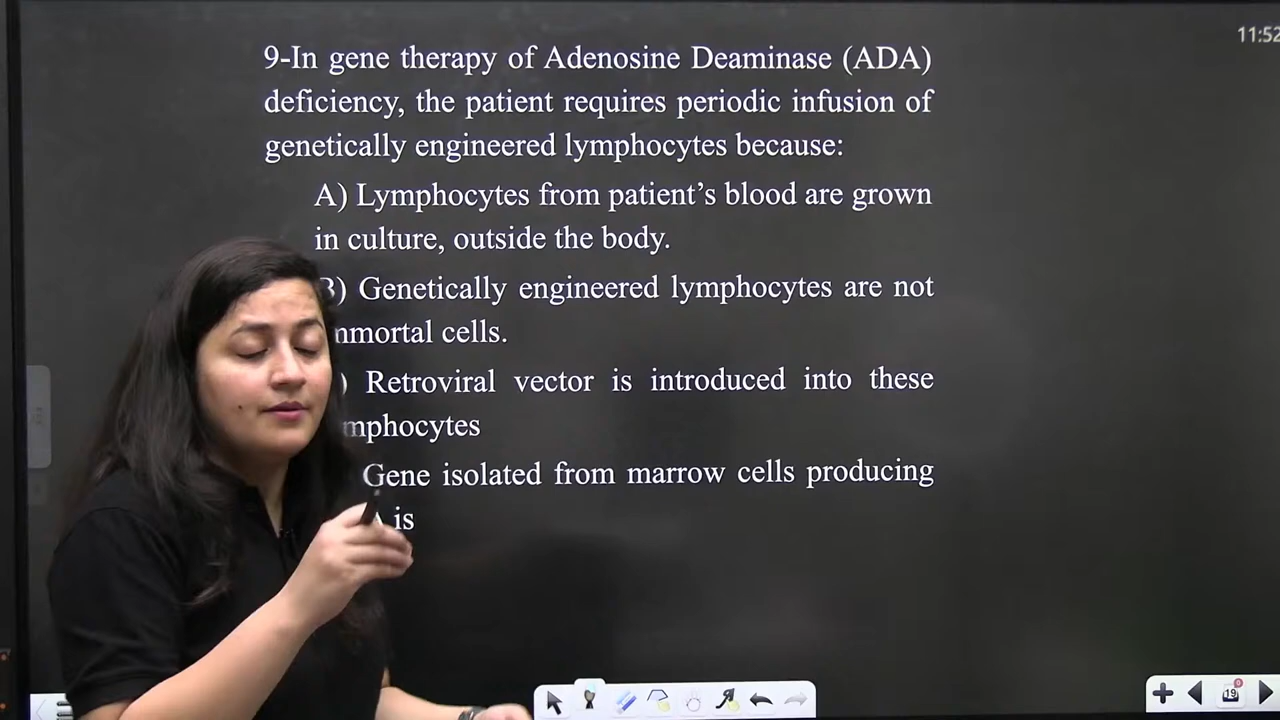 11:52
9-In gene therapy of Adenosine Deaminase (ADA)
deficiency, the patient requires periodic infusion of
genetically engineered lymphocytes because:
A) Lymphocytes from patient’s blood are grown
in culture, outside the body.
B) Genetically engineered lymphocytes are not
cells.
Retroviral vector is introduced into these
Gene isolated from marrow cells producing
is
19